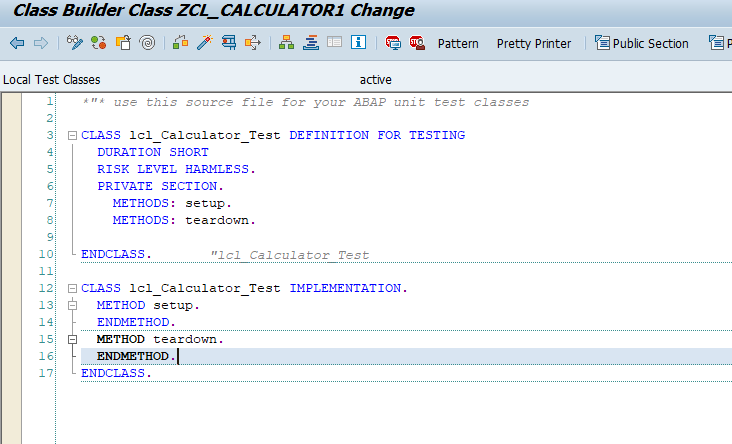 Class Builder Class ZCL_CALCULATOR1 Change
Pattern Pretty Printer Public Section
Local Test Classes active
1 *"* use this source file for your ABAP unit test classes
2
3 CLASS lcl_Calculator_Test DEFINITION FOR TESTING
4 DURATION SHORT
5 RISK LEVEL HARMLESS.
6 PRIVATE SECTION.
7 METHODS: setup.
8 METHODS: teardown.
9
10 ENDCLASS. "lcl_Calculator_Test
11
12 CLASS lcl_Calculator_Test IMPLEMENTATION.
13 METHOD setup.
14 ENDMETHOD.
15 METHOD teardown.
16 ENDMETHOD.
17 ENDCLASS.